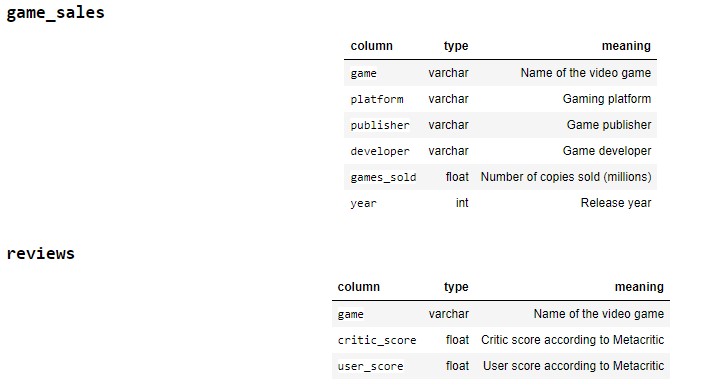 game_sales
column type meaning
game varchar Name of the video game
platform varchar Gaming platform
publisher varchar Game publisher
developer varchar Game developer
games_sold float Number of copies sold (millions)
year int Release year
reviews
column type meaning
game varchar Name of the video game
critic_score float Critic score according to Metacritic
user_score float User score according to Metacritic